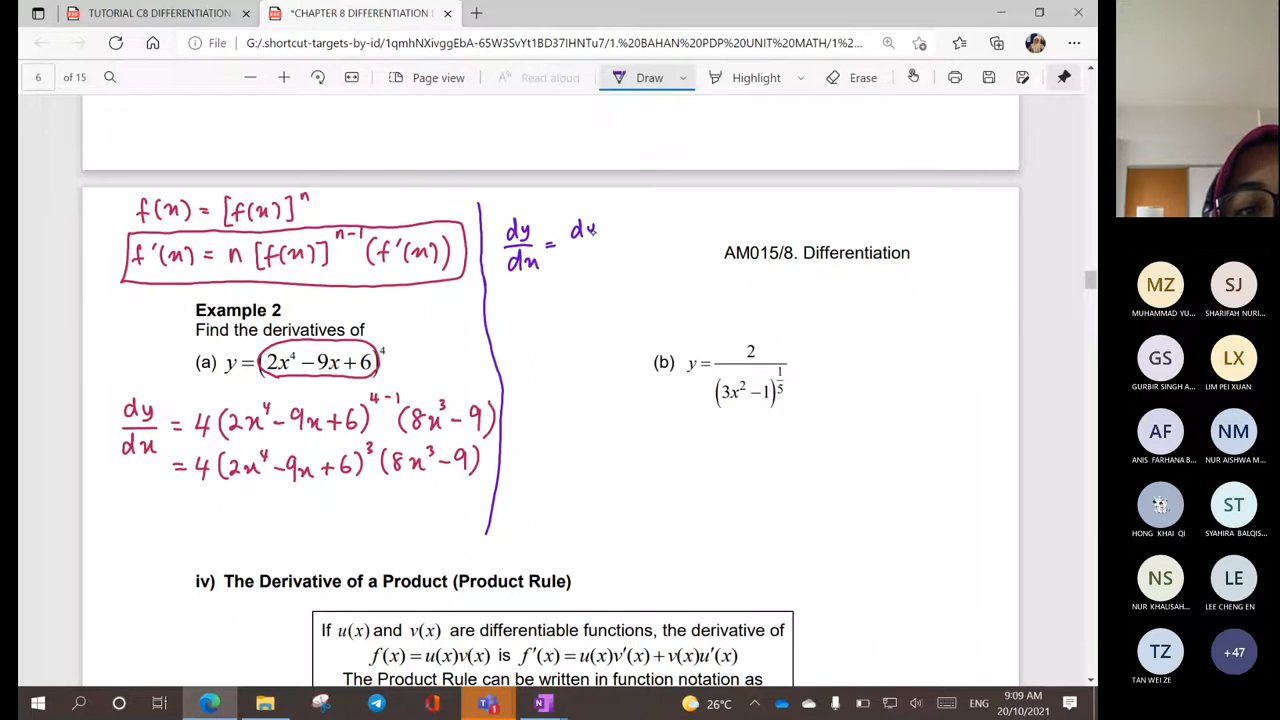 TUTORIAL C8 DIFFERENTIATION
*CHAPTER 8 DIFFERENTIATION
File
G:/.shortcut-targets-by-id/1qmhNXivggEbA-65W3SvYt1BD37IHNTu7/1.%20BAHAN%20PDP%20UNIT%20MATH/1%2...
6 of 15
Page view
Read aloud
Draw
Highlight
Erase
f(x) = [f(x)]^n
f'(x) = n [f(x)]^{n-1} (f'(x))
dy/dx = dy
AM015/8. Differentiation
Example 2
Find the derivatives of
(a) y = (2x^4 − 9x + 6)^4
(b) y = 2/(3x^2 − 1)^{1/5}
dy/dx = 4(2x^4 - 9x + 6)^{4-1} (8x^3 - 9)
= 4(2x^4 - 9x + 6)^3 (8x^3 - 9)
iv) The Derivative of a Product (Product Rule)
If u(x) and v(x) are differentiable functions, the derivative of
f(x) = u(x)v(x) is f′(x) = u(x)v′(x) + v(x)u′(x)
The Product Rule can be written in function notation as
MZ
MUHAMMAD YU...
SJ
SHARIFAH NURI...
GS
GURBIR SINGH A...
LX
LIM PEI XUAN
AF
ANIS FARHANA B...
NM
NUR AISHWA M...
HONG KHAI QI
ST
SYAHIRA BALQIS...
NS
NUR KHALISAH...
LE
LEE CHENG EN
TZ
TAN WEI ZE
+47
26°C
ENG
9:09 AM
20/10/2021